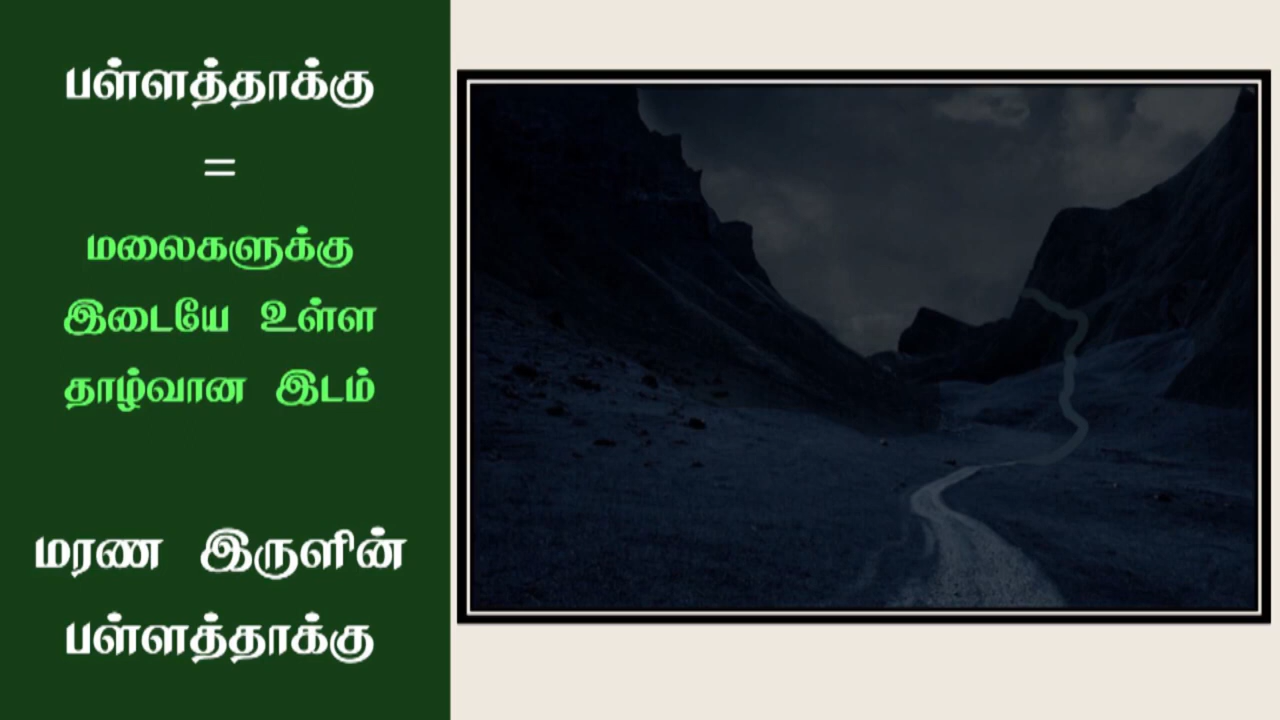 பள்ளத்தாக்கு
=
மலைகளுக்கு
இடையே உள்ள
தாழ்வான இடம்
மரண இருளின்
பள்ளத்தாக்கு